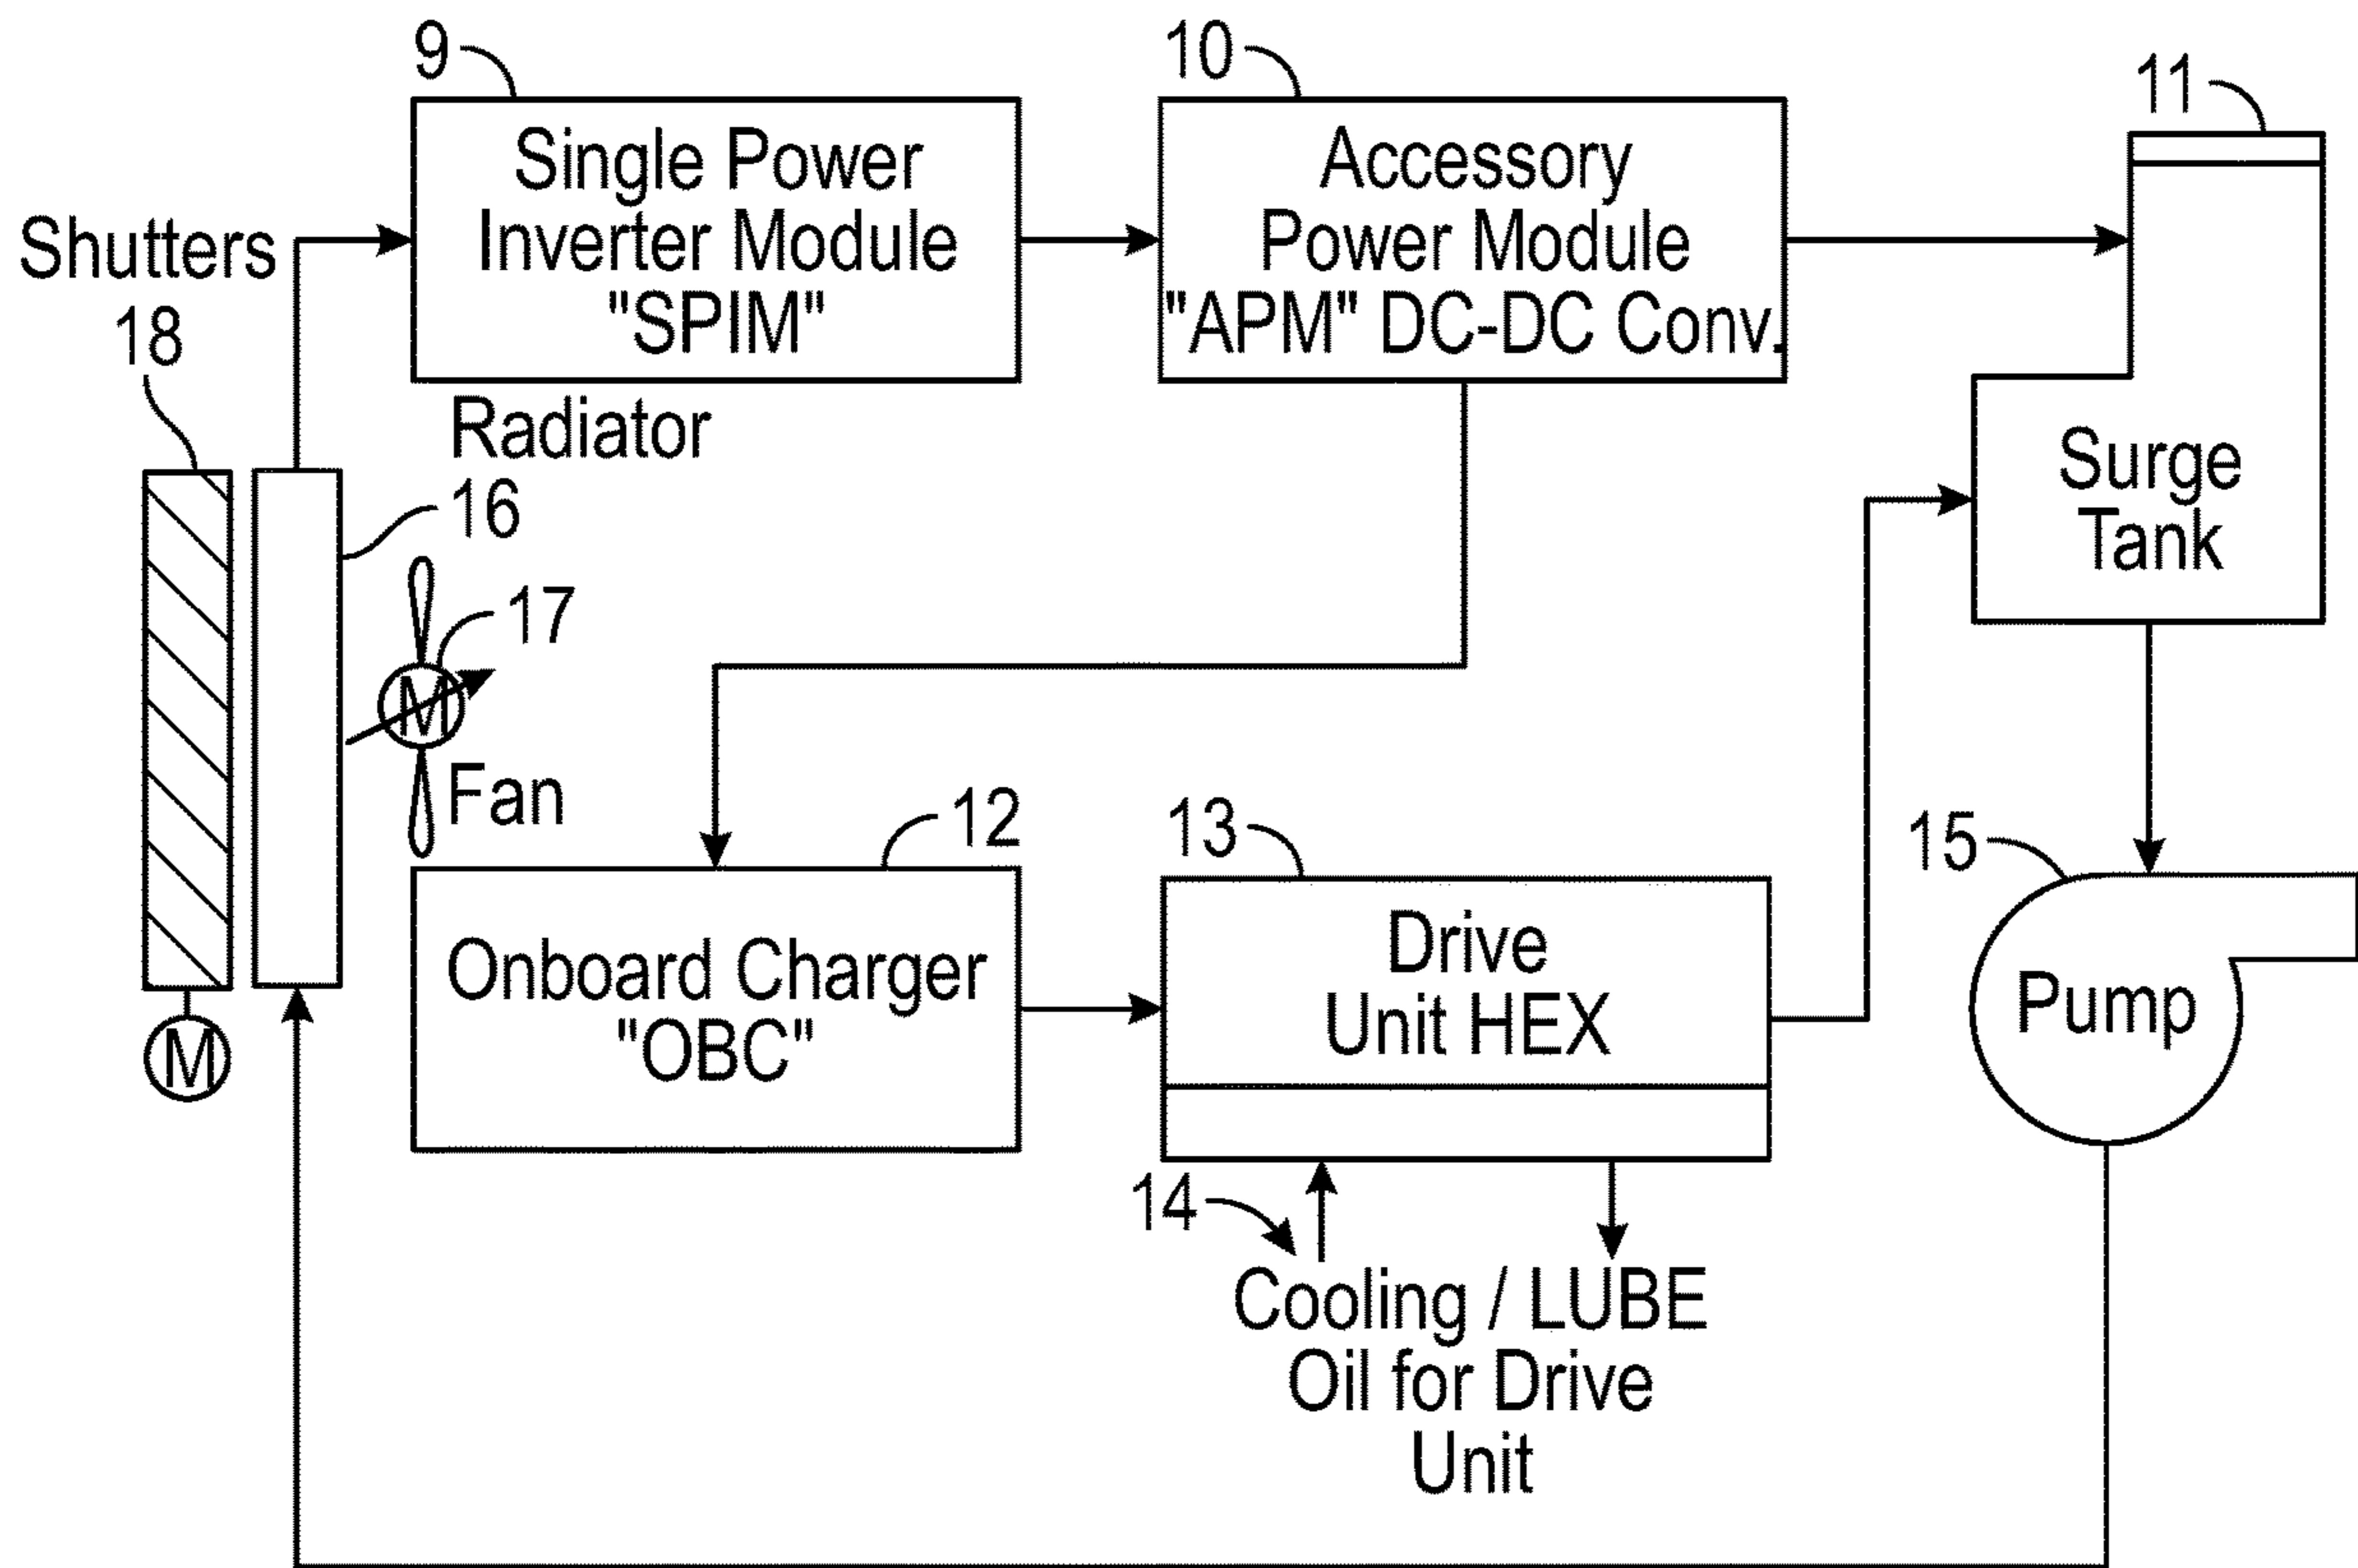 9
10
11
Single Power
Inverter Module
"SPIM"
Accessory
Power Module
"APM" DC-DC Conv.
Shutters
18
Radiator
16
Surge
Tank
17
M
Fan
12
13
15
Onboard Charger
"OBC"
Drive
Unit HEX
Pump
M
14
Cooling / LUBE
Oil for Drive
Unit